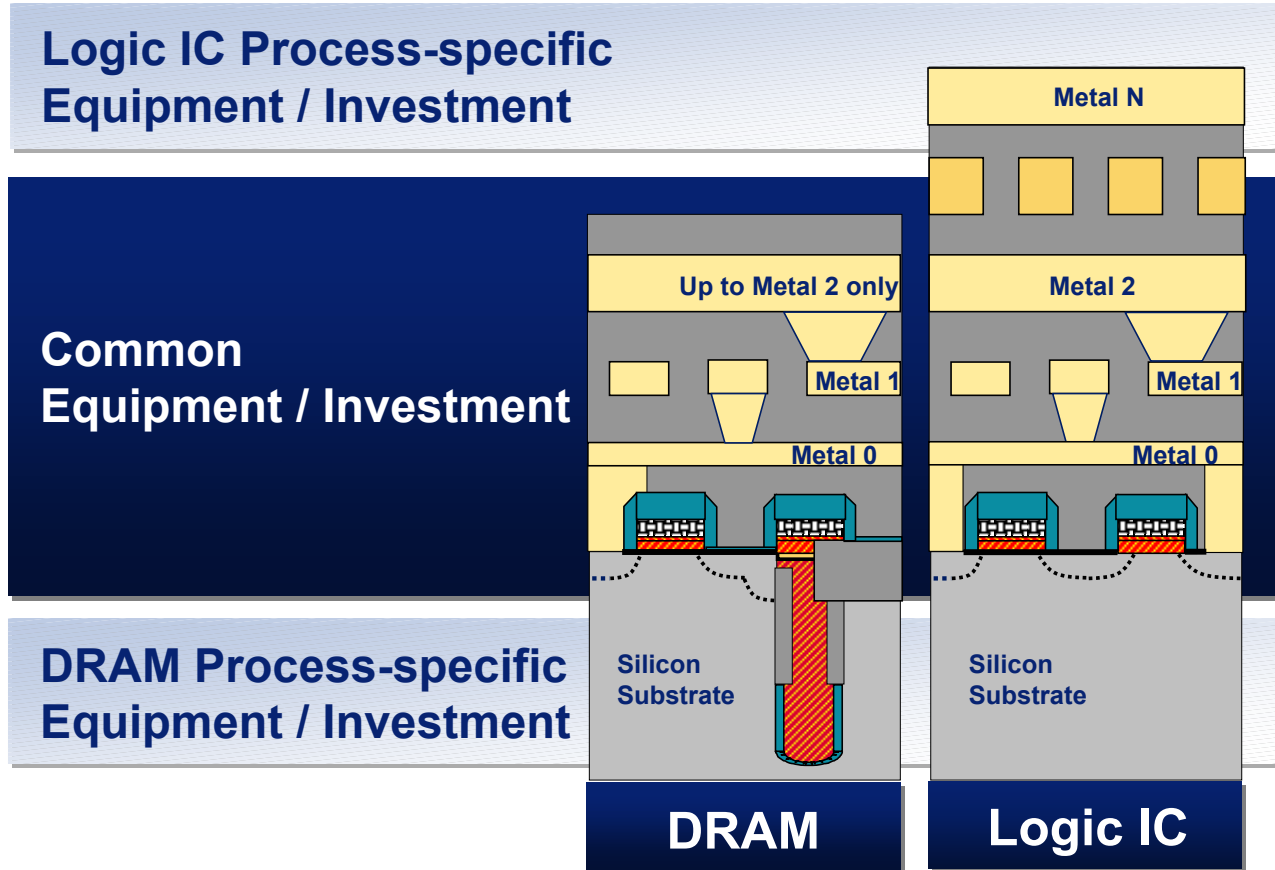 Logic IC Process-specific
Equipment / Investment
Metal N
Common
Equipment / Investment
Up to Metal 2 only
Metal 1
Metal 0
Metal 2
Metal 1
Metal 0
DRAM Process-specific
Equipment / Investment
Silicon
Substrate
Silicon
Substrate
DRAM
Logic IC